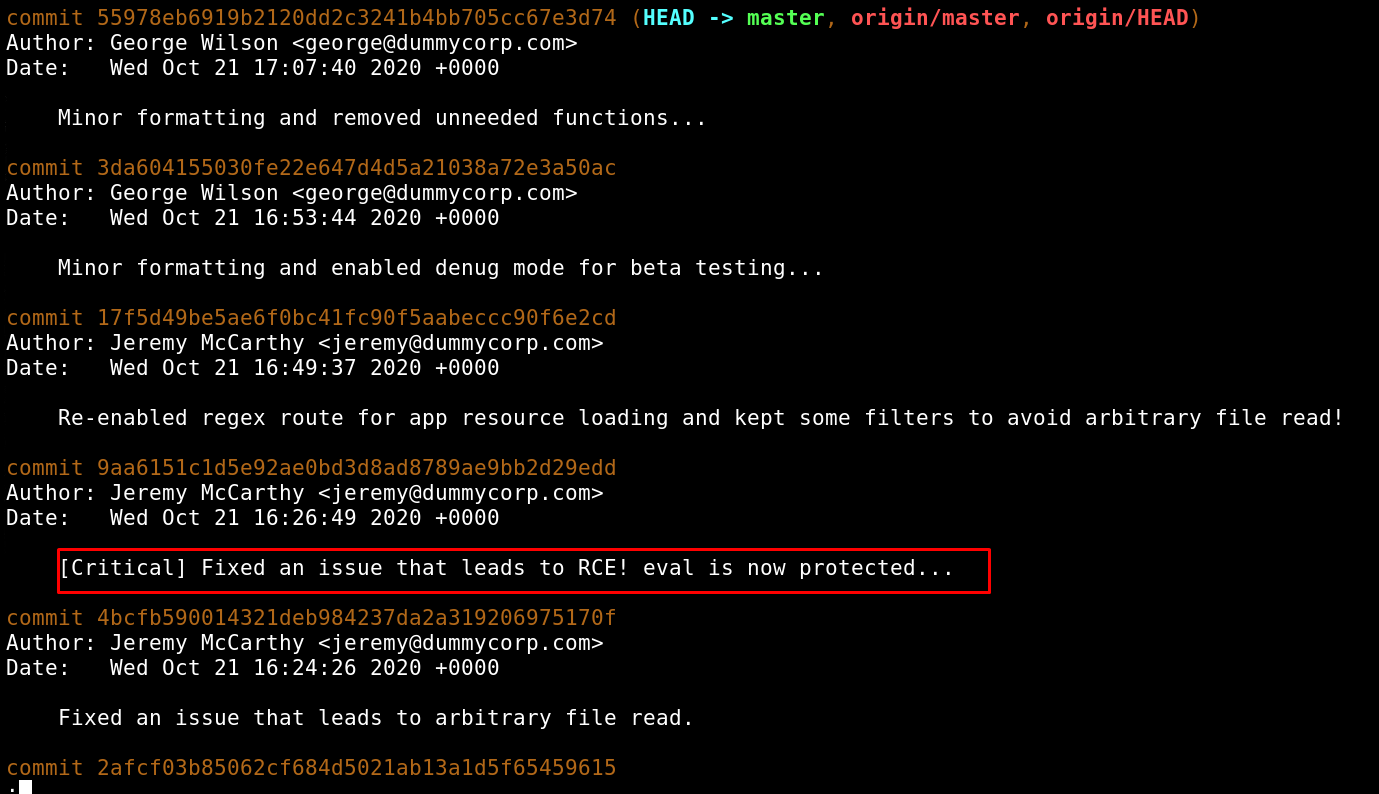 commit 55978eb6919b2120dd2c3241b4bb705cc67e3d74 (HEAD -> master, origin/master, origin/HEAD)
Author: George Wilson <george@dummycorp.com>
Date:   Wed Oct 21 17:07:40 2020 +0000
Minor formatting and removed unneeded functions...
commit 3da604155030fe22e647d4d5a21038a72e3a50ac
Author: George Wilson <george@dummycorp.com>
Date:   Wed Oct 21 16:53:44 2020 +0000
Minor formatting and enabled denug mode for beta testing...
commit 17f5d49be5ae6f0bc41fc90f5aabeccc90f6e2cd
Author: Jeremy McCarthy <jeremy@dummycorp.com>
Date:   Wed Oct 21 16:49:37 2020 +0000
Re-enabled regex route for app resource loading and kept some filters to avoid arbitrary file read!
commit 9aa6151c1d5e92ae0bd3d8ad8789ae9bb2d29edd
Author: Jeremy McCarthy <jeremy@dummycorp.com>
Date:   Wed Oct 21 16:26:49 2020 +0000
[Critical] Fixed an issue that leads to RCE! eval is now protected...
commit 4bcfb590014321deb984237da2a319206975170f
Author: Jeremy McCarthy <jeremy@dummycorp.com>
Date:   Wed Oct 21 16:24:26 2020 +0000
Fixed an issue that leads to arbitrary file read.
commit 2afcf03b85062cf684d5021ab13a1d5f65459615
: